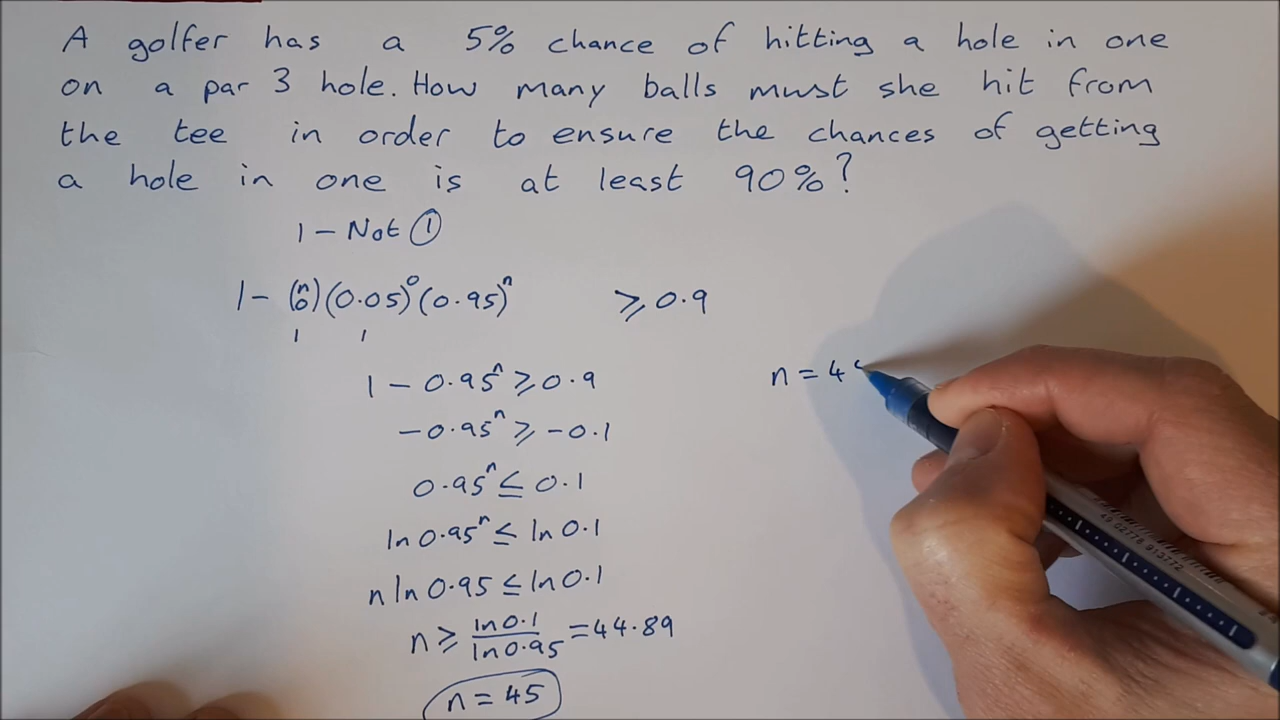 A golfer has a 5% chance of hitting a hole in one
on a par 3 hole. How many balls must she hit from
the tee in order to ensure the chances of getting
a hole in one is at least 90%?
1 – Not ①
1 – (n 0)(0.05)⁰(0.95)ⁿ ⩾ 0.9
1 1
1 – 0.95ⁿ ⩾ 0.9
–0.95ⁿ ⩾ –0.1
0.95ⁿ ≤ 0.1
ln 0.95ⁿ ≤ ln 0.1
n ln 0.95 ≤ ln 0.1
n ⩾ ln 0.1 / ln 0.95 = 44.89
n = 45
n = 4